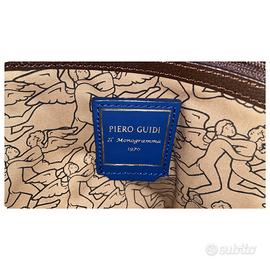 PIERO GUIDI
Il Monogramma
1970
subito